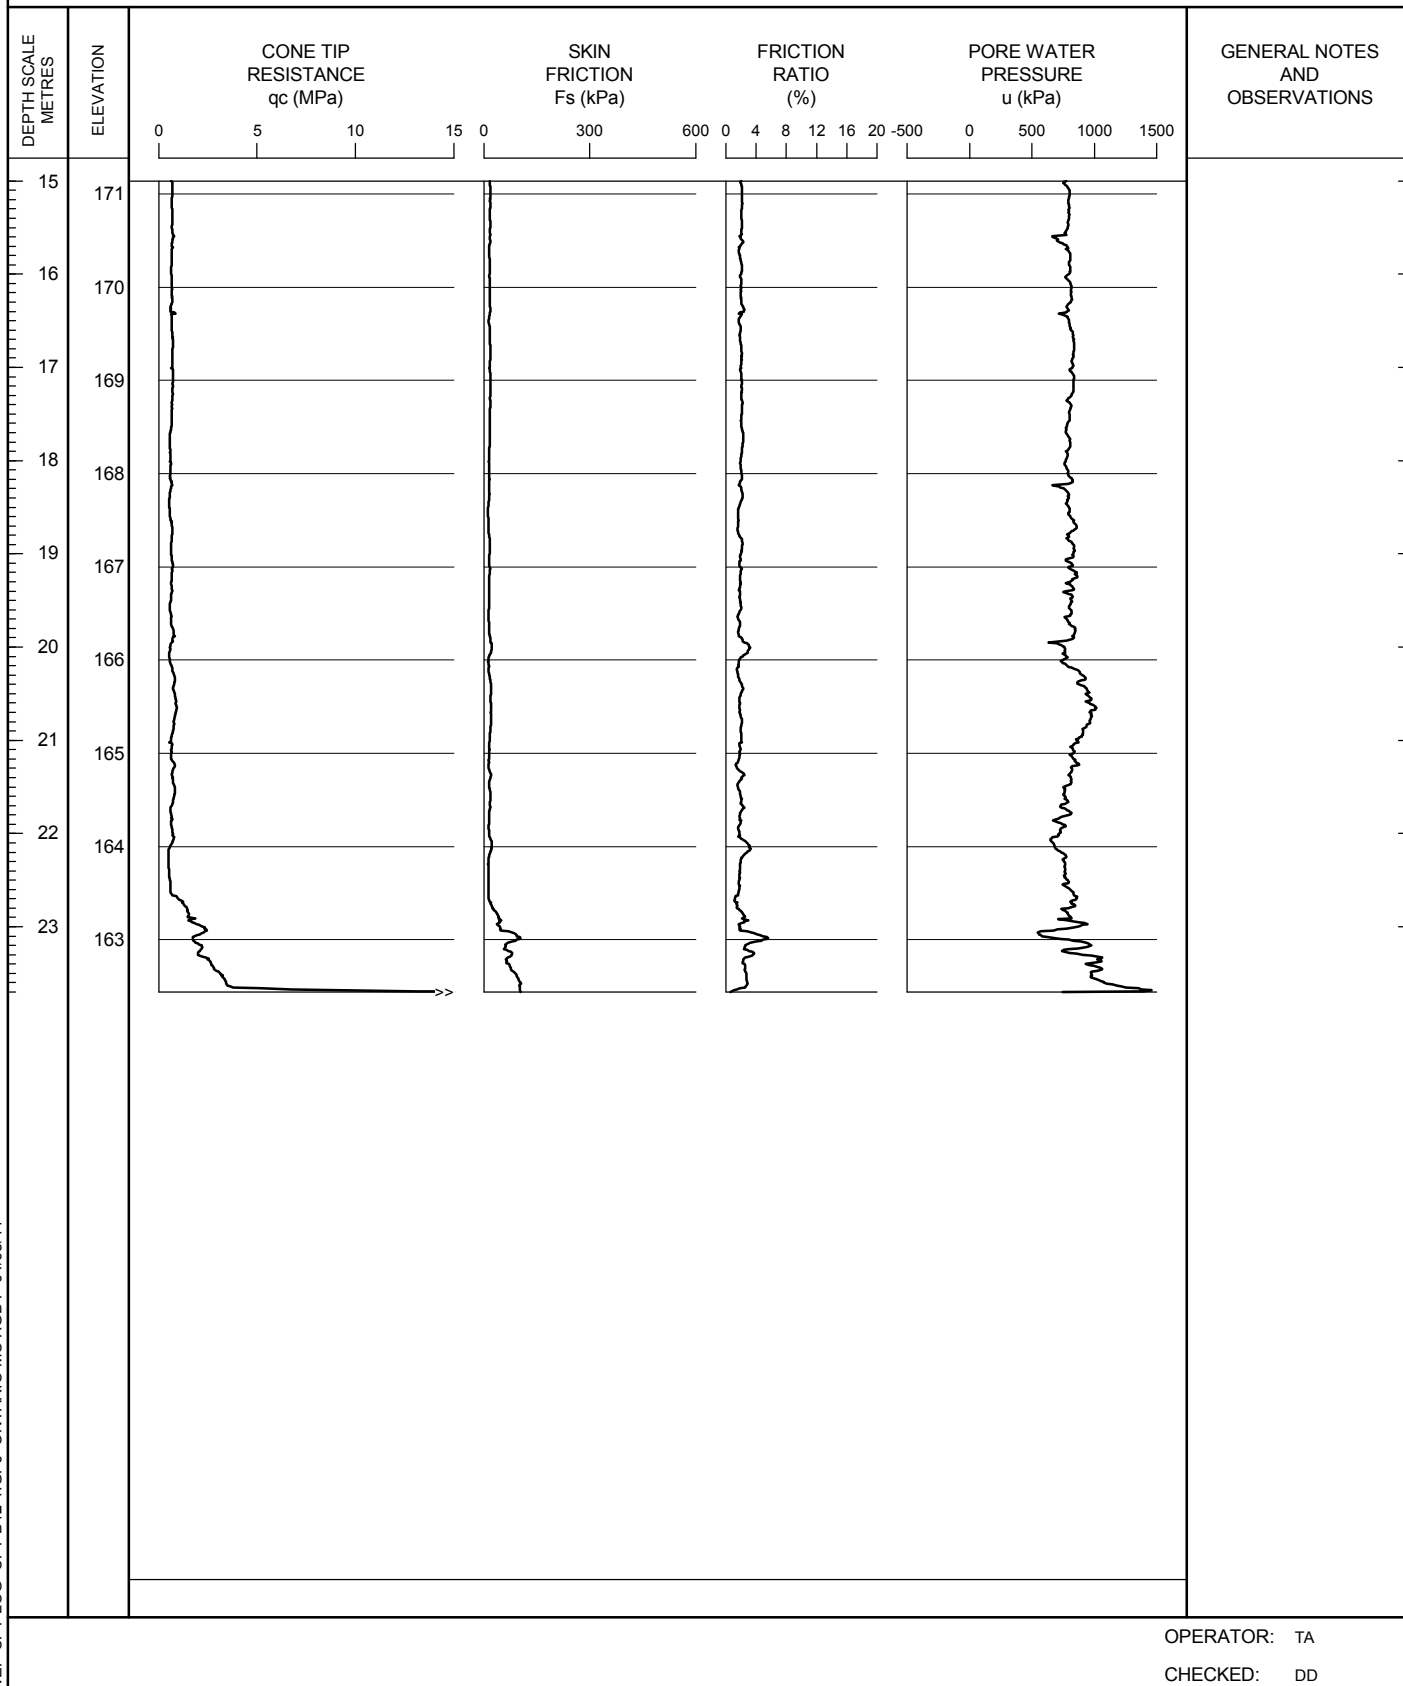 DEPTH SCALE
METRES
ELEVATION
CONE TIP
RESISTANCE
qc (MPa)
SKIN
FRICTION
Fs (kPa)
FRICTION
RATIO
(%)
PORE WATER
PRESSURE
u (kPa)
GENERAL NOTES
AND
OBSERVATIONS
0 5 10 15
0 300 600
0 4 8 12 16 20
-500 0 500 1000 1500
15
171
16
170
17
169
18
168
19
167
20
166
21
165
22
164
23
163
>>
OPERATOR: TA
CHECKED: DD